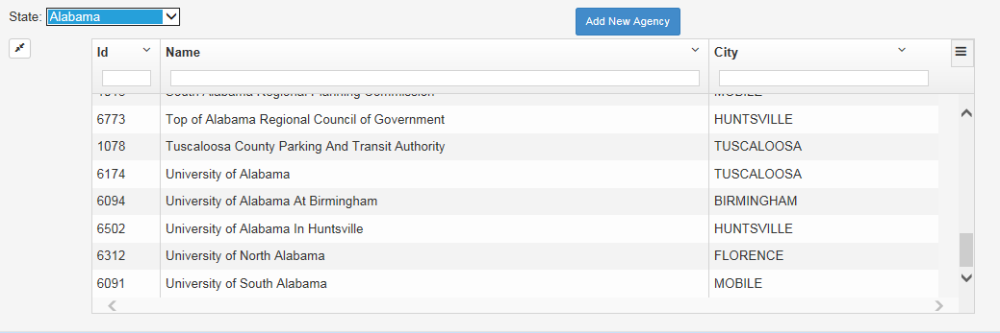 State: Alabama
Add New Agency
Id Name City
South Alabama Regional Planning Commission MOBILE
6773 Top of Alabama Regional Council of Government HUNTSVILLE
1078 Tuscaloosa County Parking And Transit Authority TUSCALOOSA
6174 University of Alabama TUSCALOOSA
6094 University of Alabama At Birmingham BIRMINGHAM
6502 University of Alabama In Huntsville HUNTSVILLE
6312 University of North Alabama FLORENCE
6091 University of South Alabama MOBILE